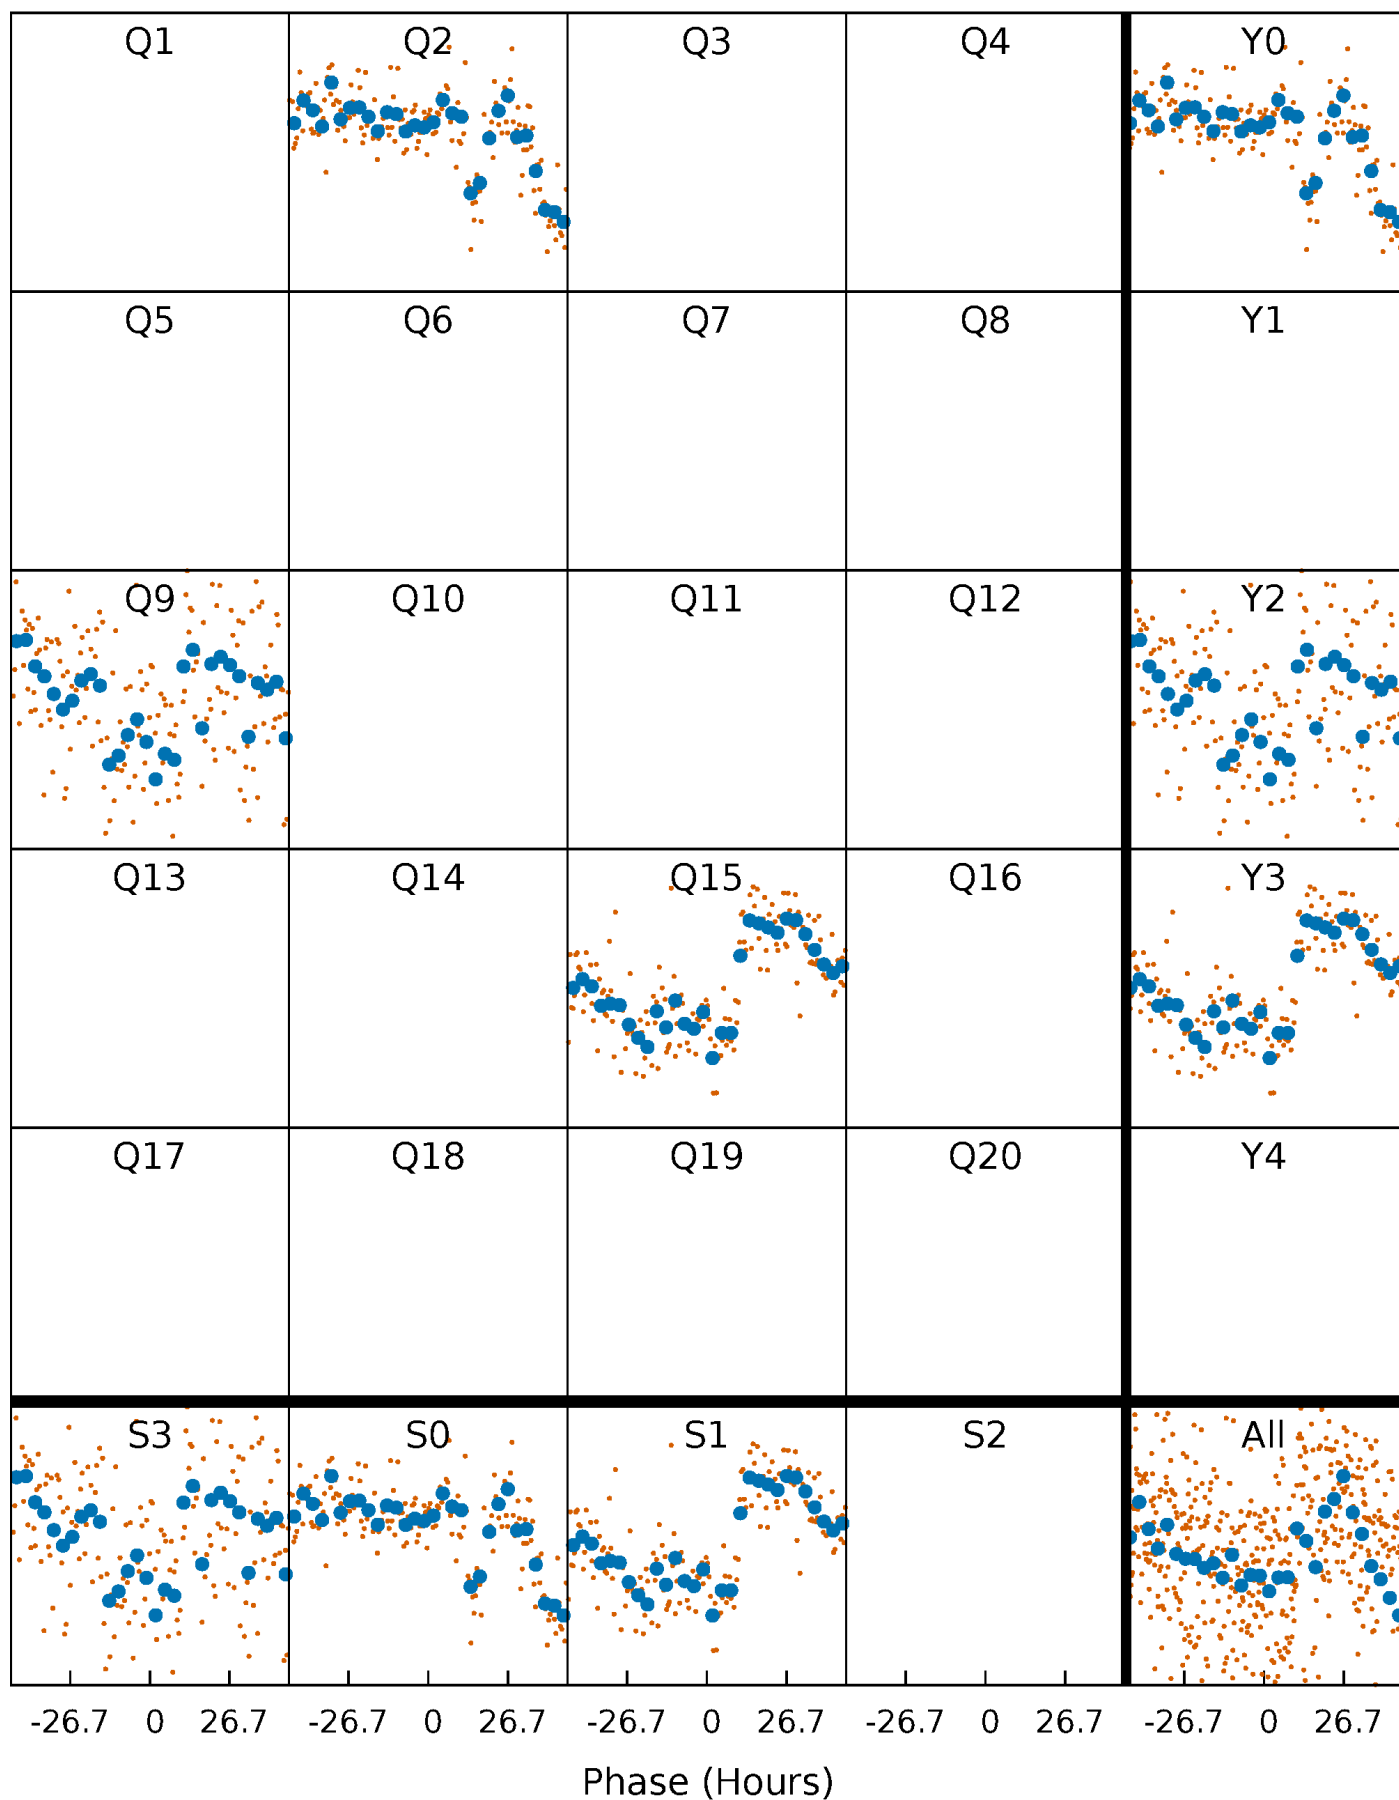 Q1 Q2 Q3 Q4 Y0
Q5 Q6 Q7 Q8 Y1
Q9 Q10 Q11 Q12 Y2
Q13 Q14 Q15 Q16 Y3
Q17 Q18 Q19 Q20 Y4
S3 S0 S1 S2 All
-26.7 0 26.7 -26.7 0 26.7 -26.7 0 26.7 -26.7 0 26.7 -26.7 0 26.7
Phase (Hours)